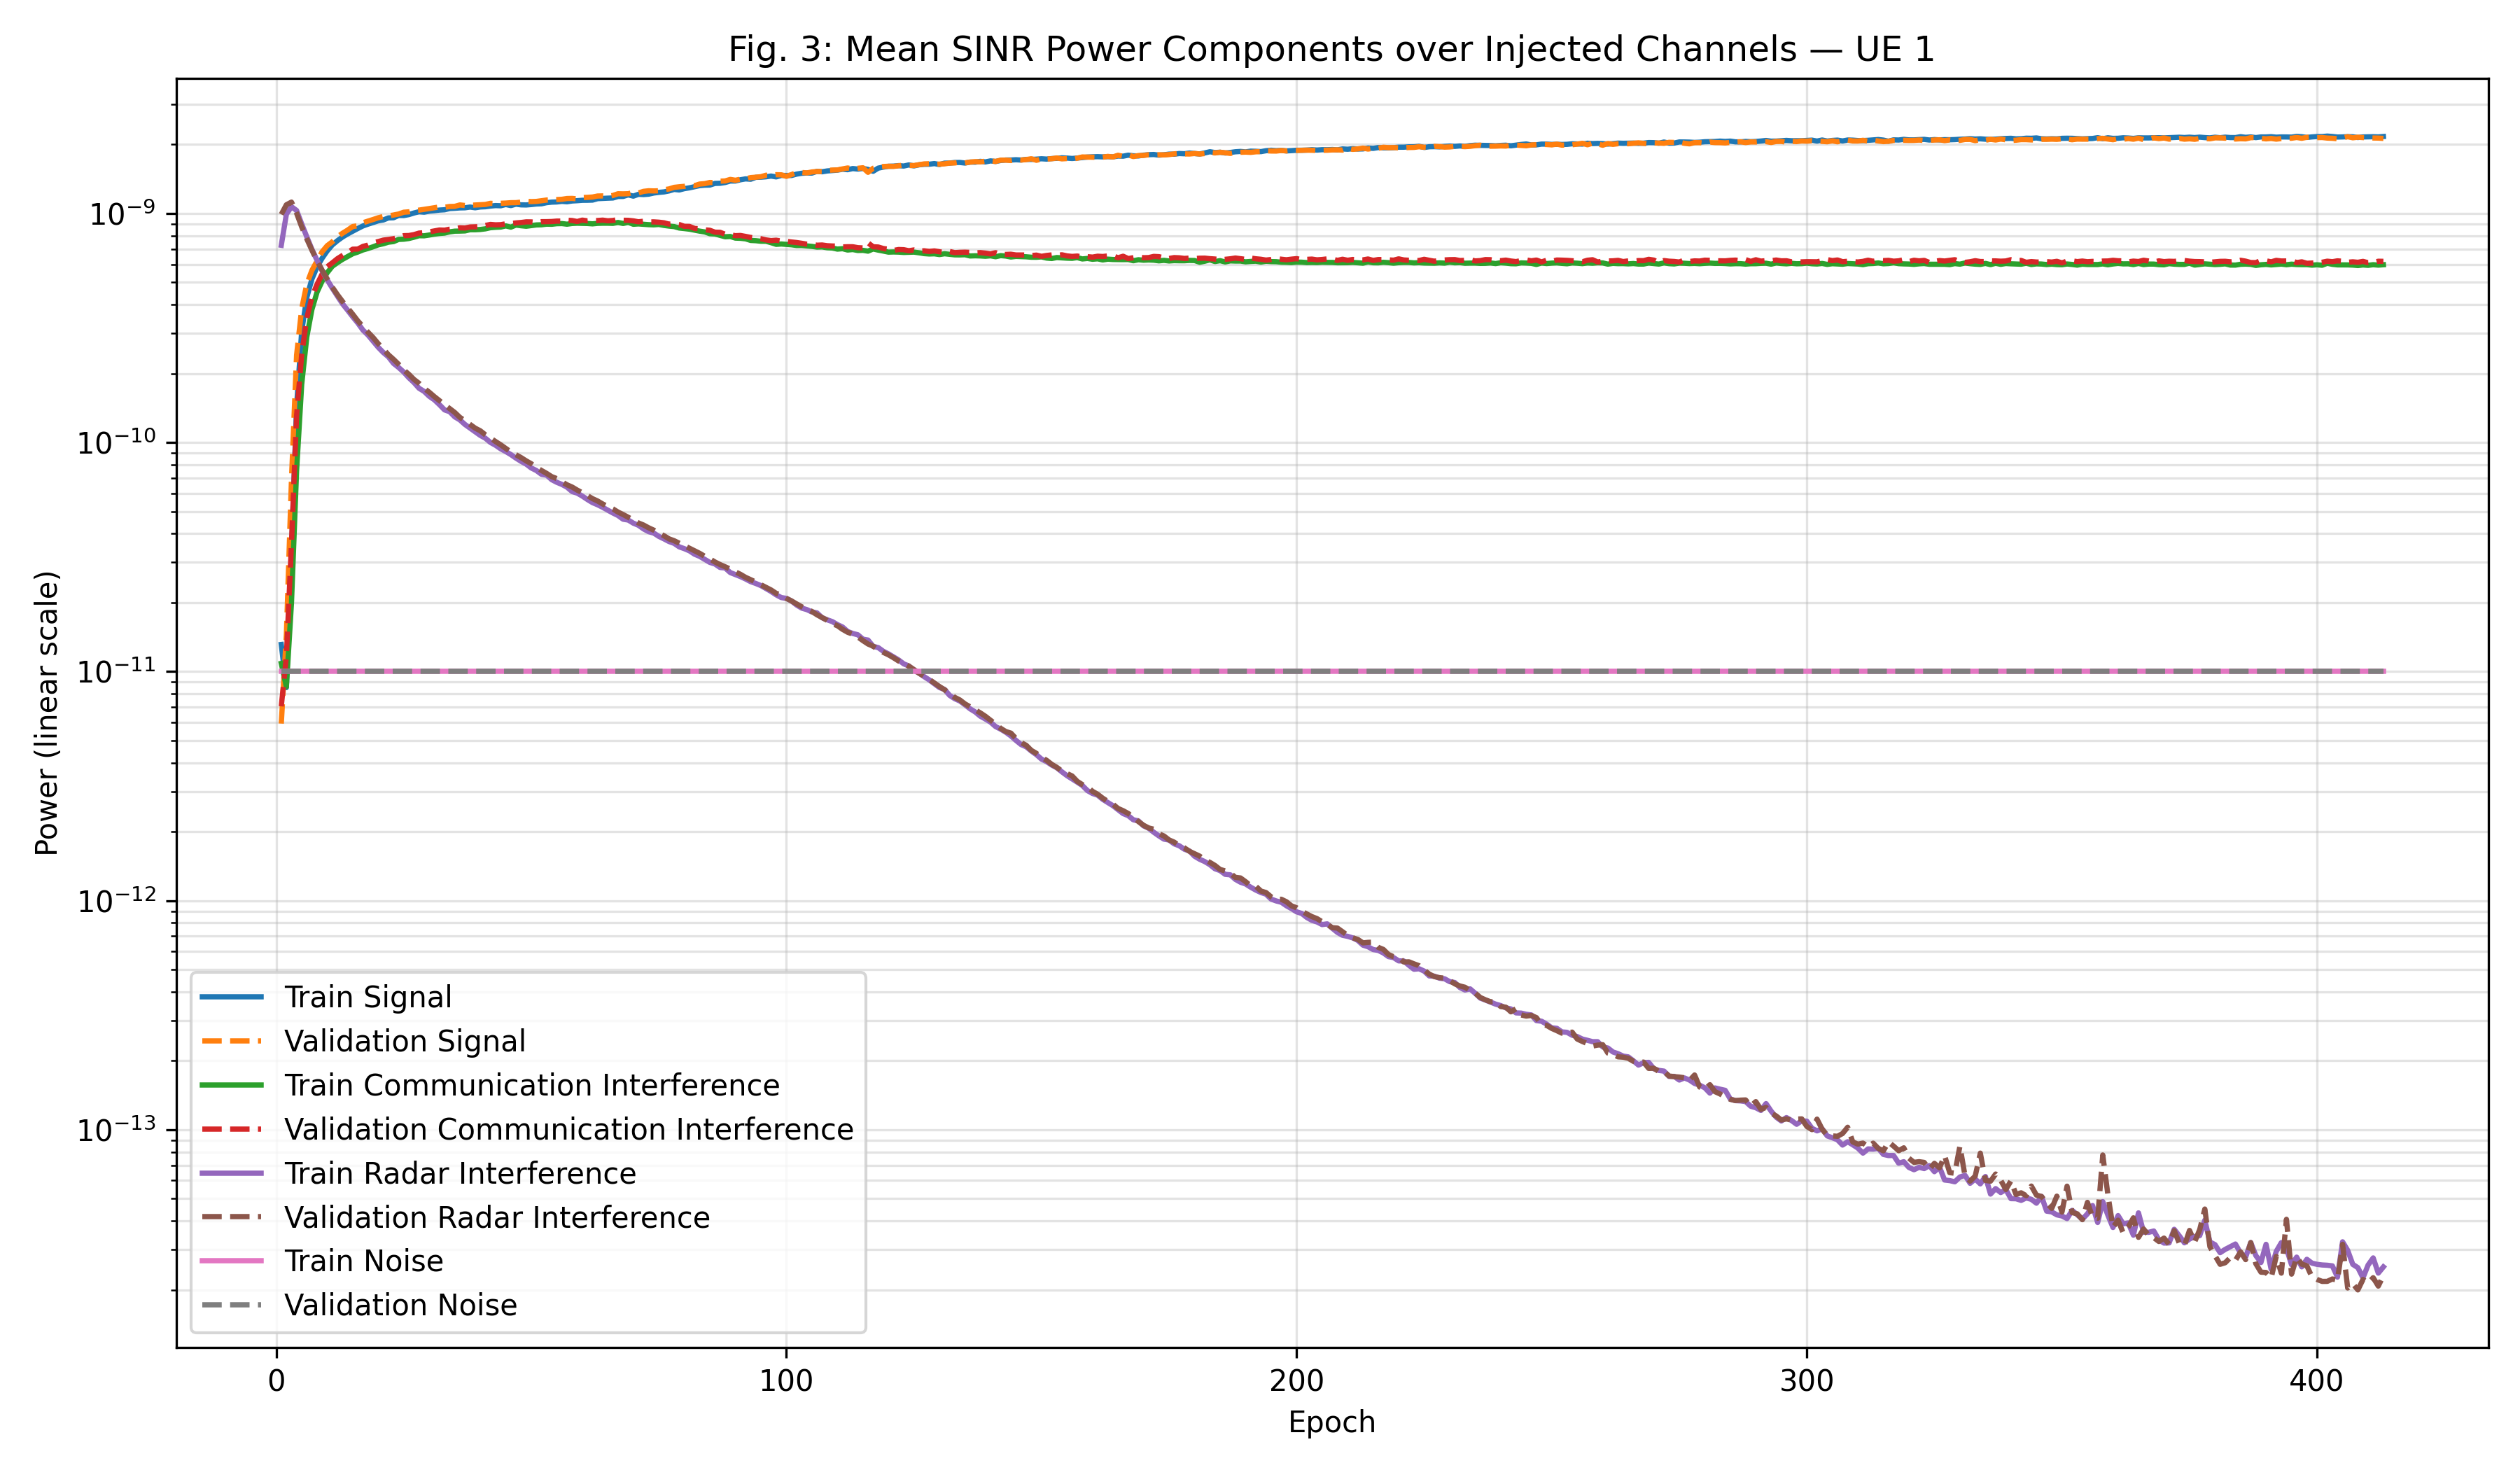 Fig. 3: Mean SINR Power Components over Injected Channels — UE 1
Power (linear scale)
10⁻⁹
10⁻¹⁰
10⁻¹¹
10⁻¹²
10⁻¹³
Train Signal
Validation Signal
Train Communication Interference
Validation Communication Interference
Train Radar Interference
Validation Radar Interference
Train Noise
Validation Noise
0 100 200 300 400
Epoch